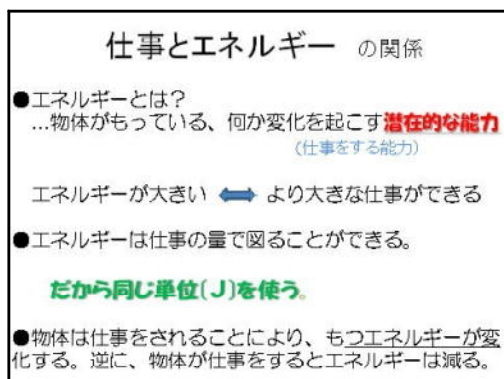 仕事とエネルギー の関係
●エネルギーとは？
…物体がもっている、何か変化を起こす潜在的な能力
(仕事をする能力)
エネルギーが大きい ⇔ より大きな仕事ができる
●エネルギーは仕事の量で図ることができる。
だから同じ単位(J)を使う。
●物体は仕事をされることにより、もつエネルギーが変
化する。逆に、物体が仕事をするとエネルギーは減る。